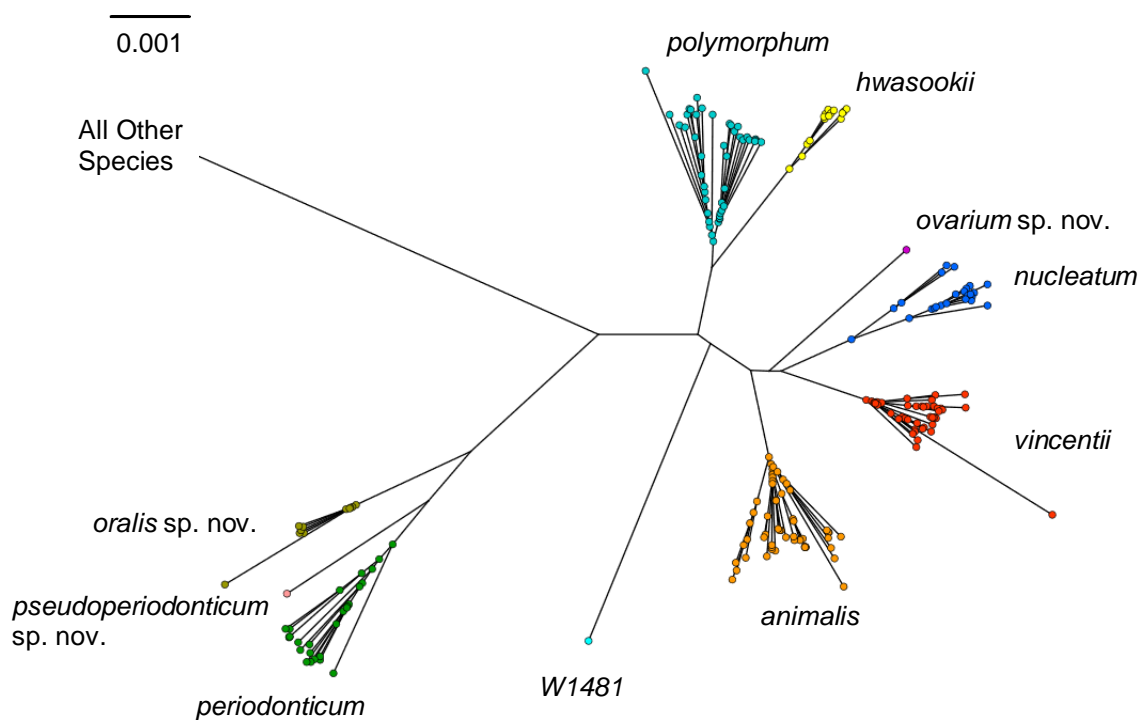 0.001
polymorphum
hwasookii
All Other
Species
ovarium sp. nov.
nucleatum
vincentii
oralis sp. nov.
pseudoperiodonticum
sp. nov.
animalis
W1481
periodonticum